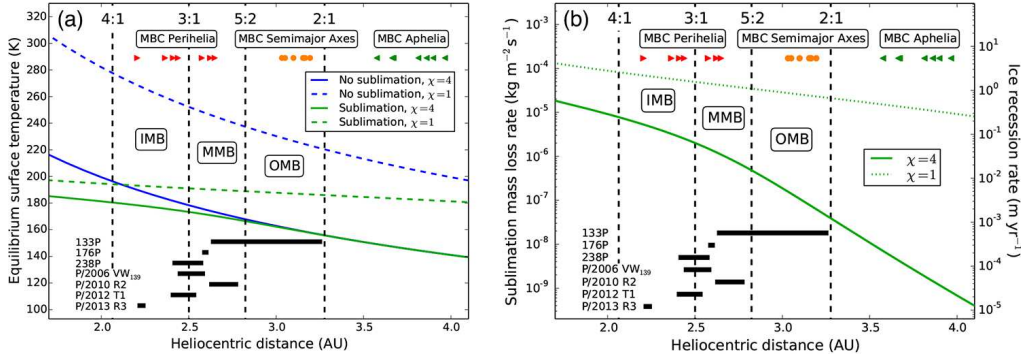 (a)
4:1 3:1 5:2 2:1
MBC Perihelia MBC Semimajor Axes MBC Aphelia
No sublimation, χ=4
No sublimation, χ=1
Sublimation, χ=4
Sublimation, χ=1
IMB MMB OMB
133P
176P
238P
P/2006 VW139
P/2010 R2
P/2012 T1
P/2013 R3
Equilibrium surface temperature (K)
320
300
280
260
240
220
200
180
160
140
120
100
2.0 2.5 3.0 3.5 4.0
Heliocentric distance (AU)
(b)
4:1 3:1 5:2 2:1
MBC Perihelia MBC Semimajor Axes MBC Aphelia
IMB MMB OMB
χ=4
χ=1
133P
176P
238P
P/2006 VW139
P/2010 R2
P/2012 T1
P/2013 R3
Sublimation mass loss rate (kg m⁻² s⁻¹)
10⁻³
10⁻⁴
10⁻⁵
10⁻⁶
10⁻⁷
10⁻⁸
10⁻⁹
Ice recession rate (m yr⁻¹)
10¹
10⁰
10⁻¹
10⁻²
10⁻³
10⁻⁴
10⁻⁵
2.0 2.5 3.0 3.5 4.0
Heliocentric distance (AU)